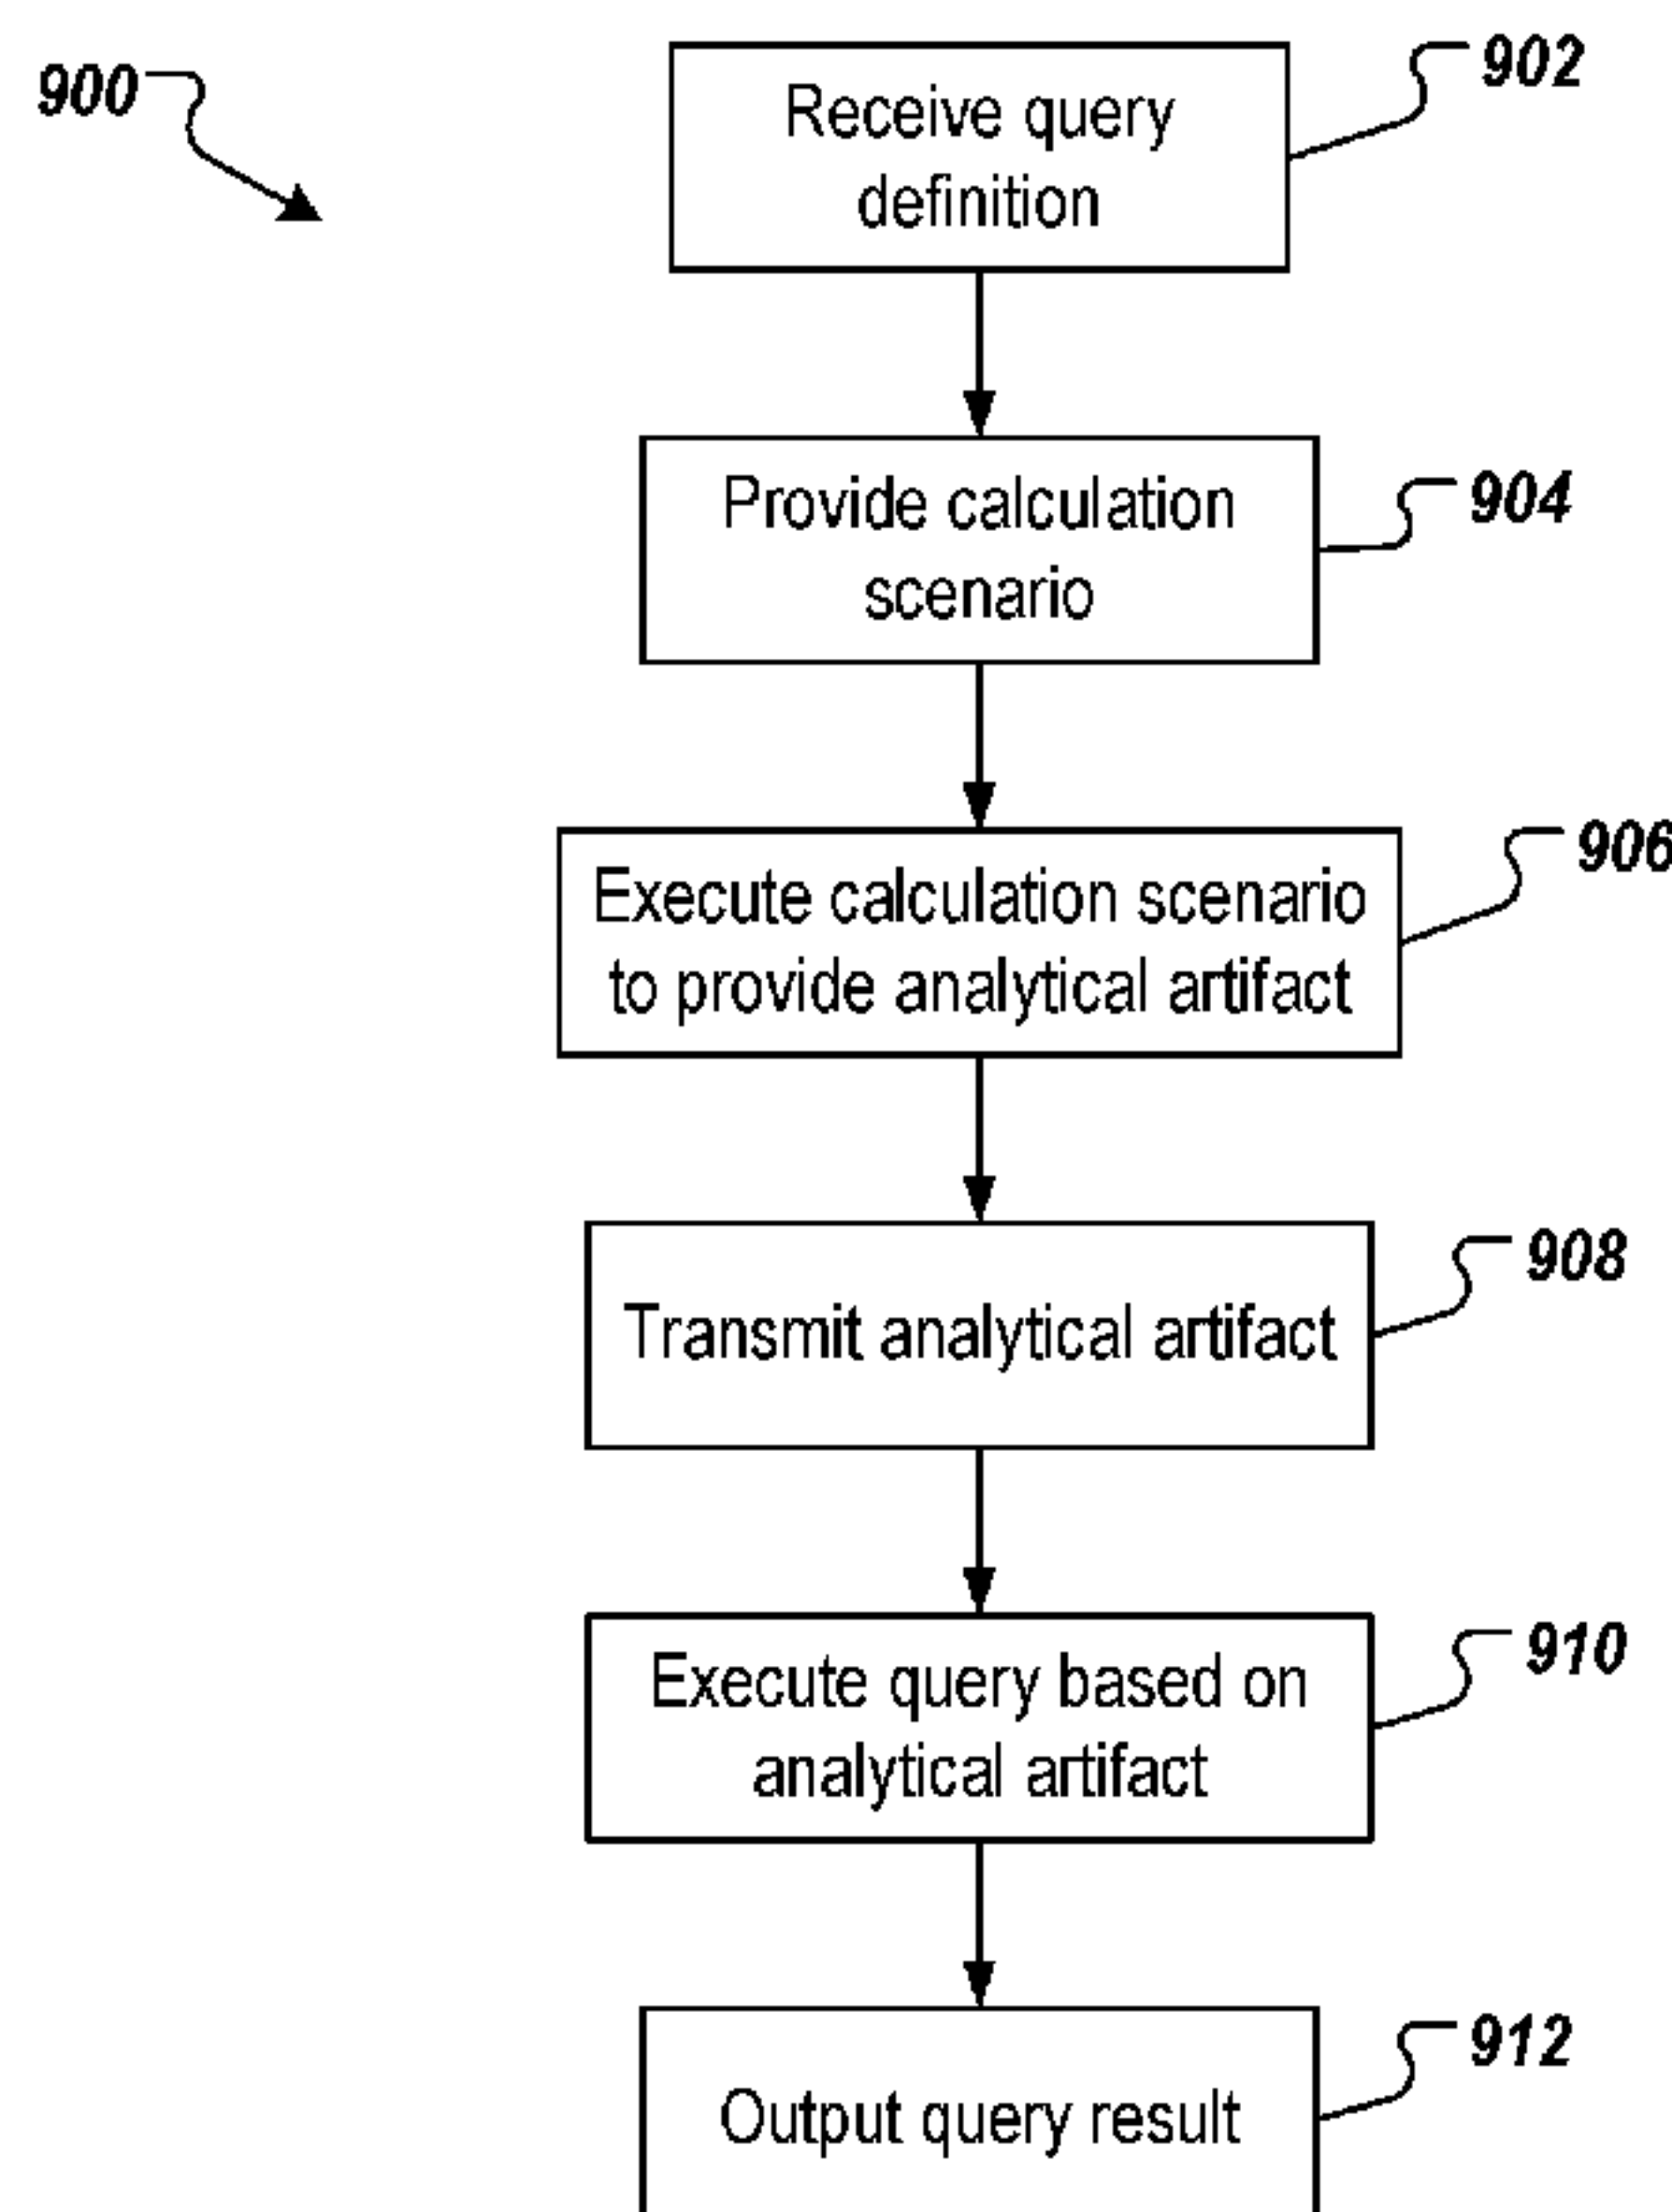 900
902
Receive query
definition
904
Provide calculation
scenario
906
Execute calculation scenario
to provide analytical artifact
908
Transmit analytical artifact
910
Execute query based on
analytical artifact
912
Output query result